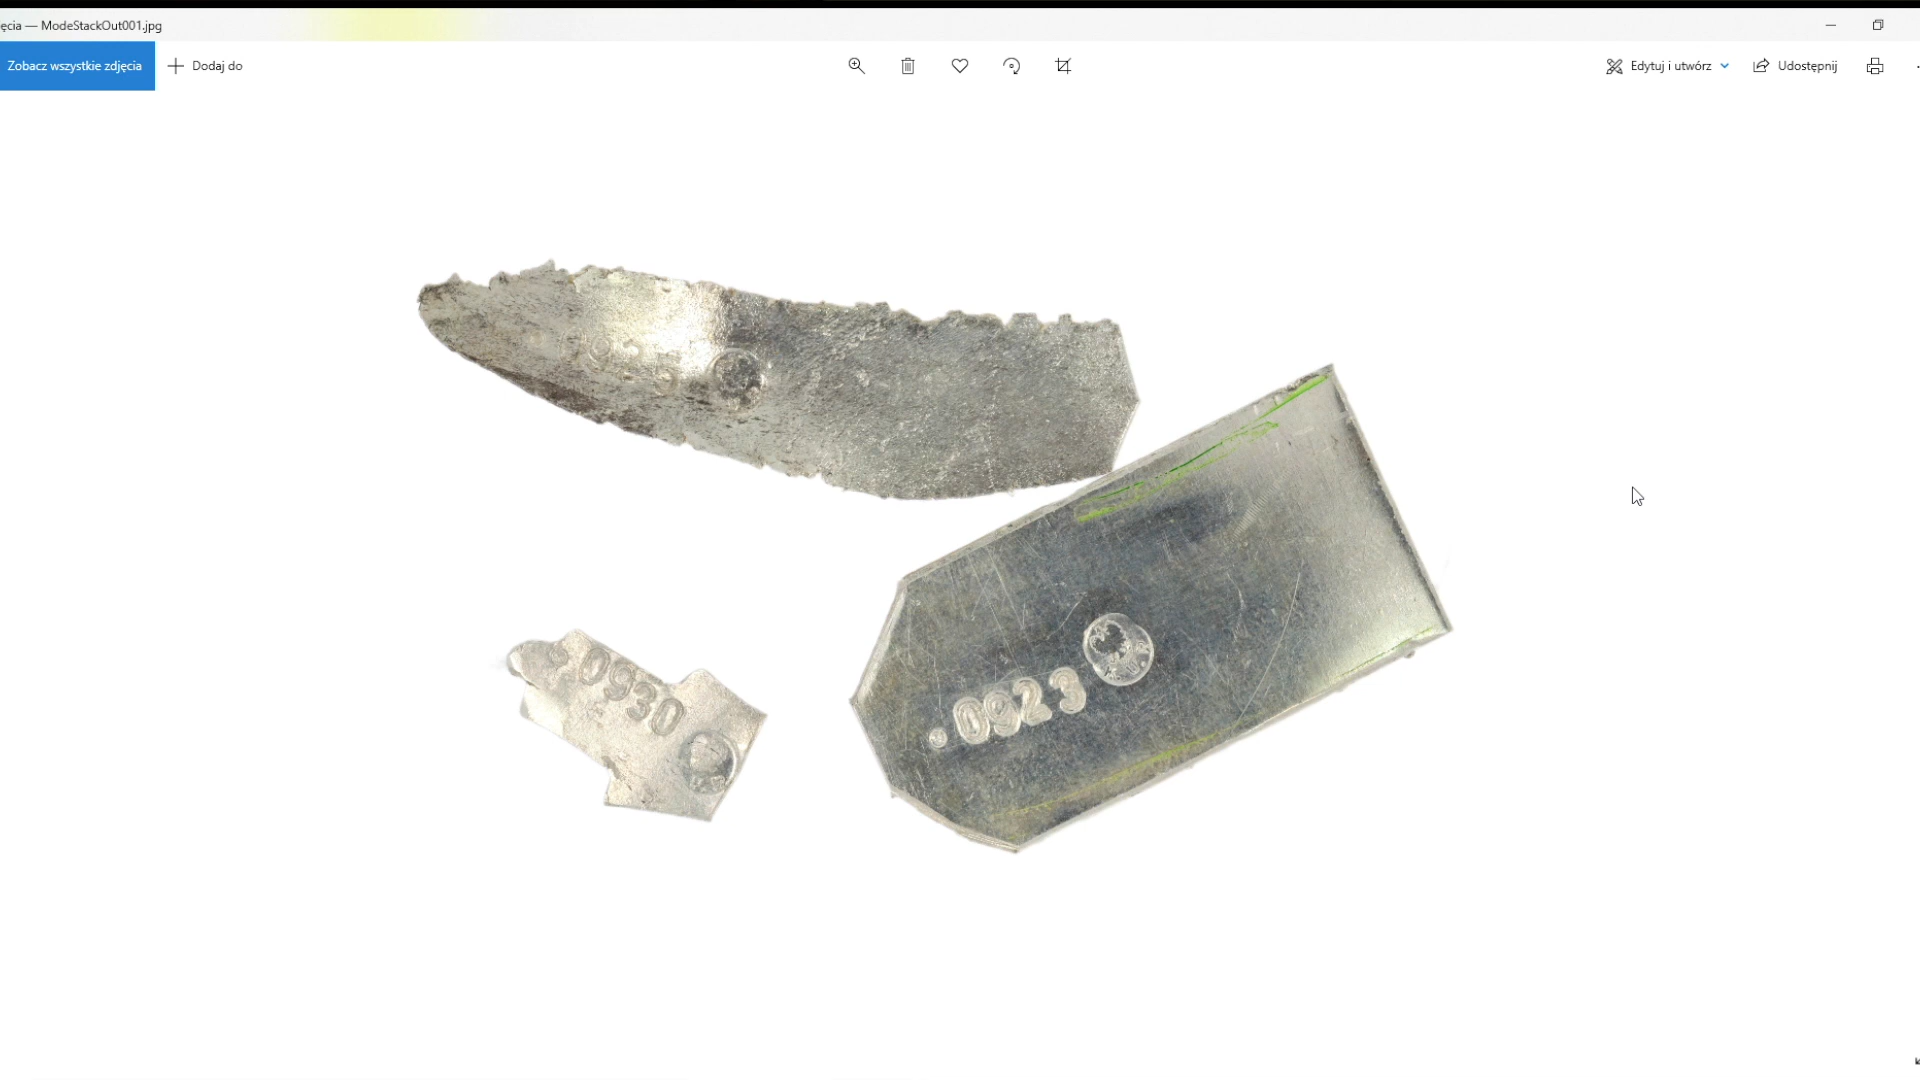 ęcia — ModeStackOut001.jpg
Zobacz wszystkie zdjęcia
Dodaj do
Edytuj i utwórz
Udostępnij
.0930
.0923